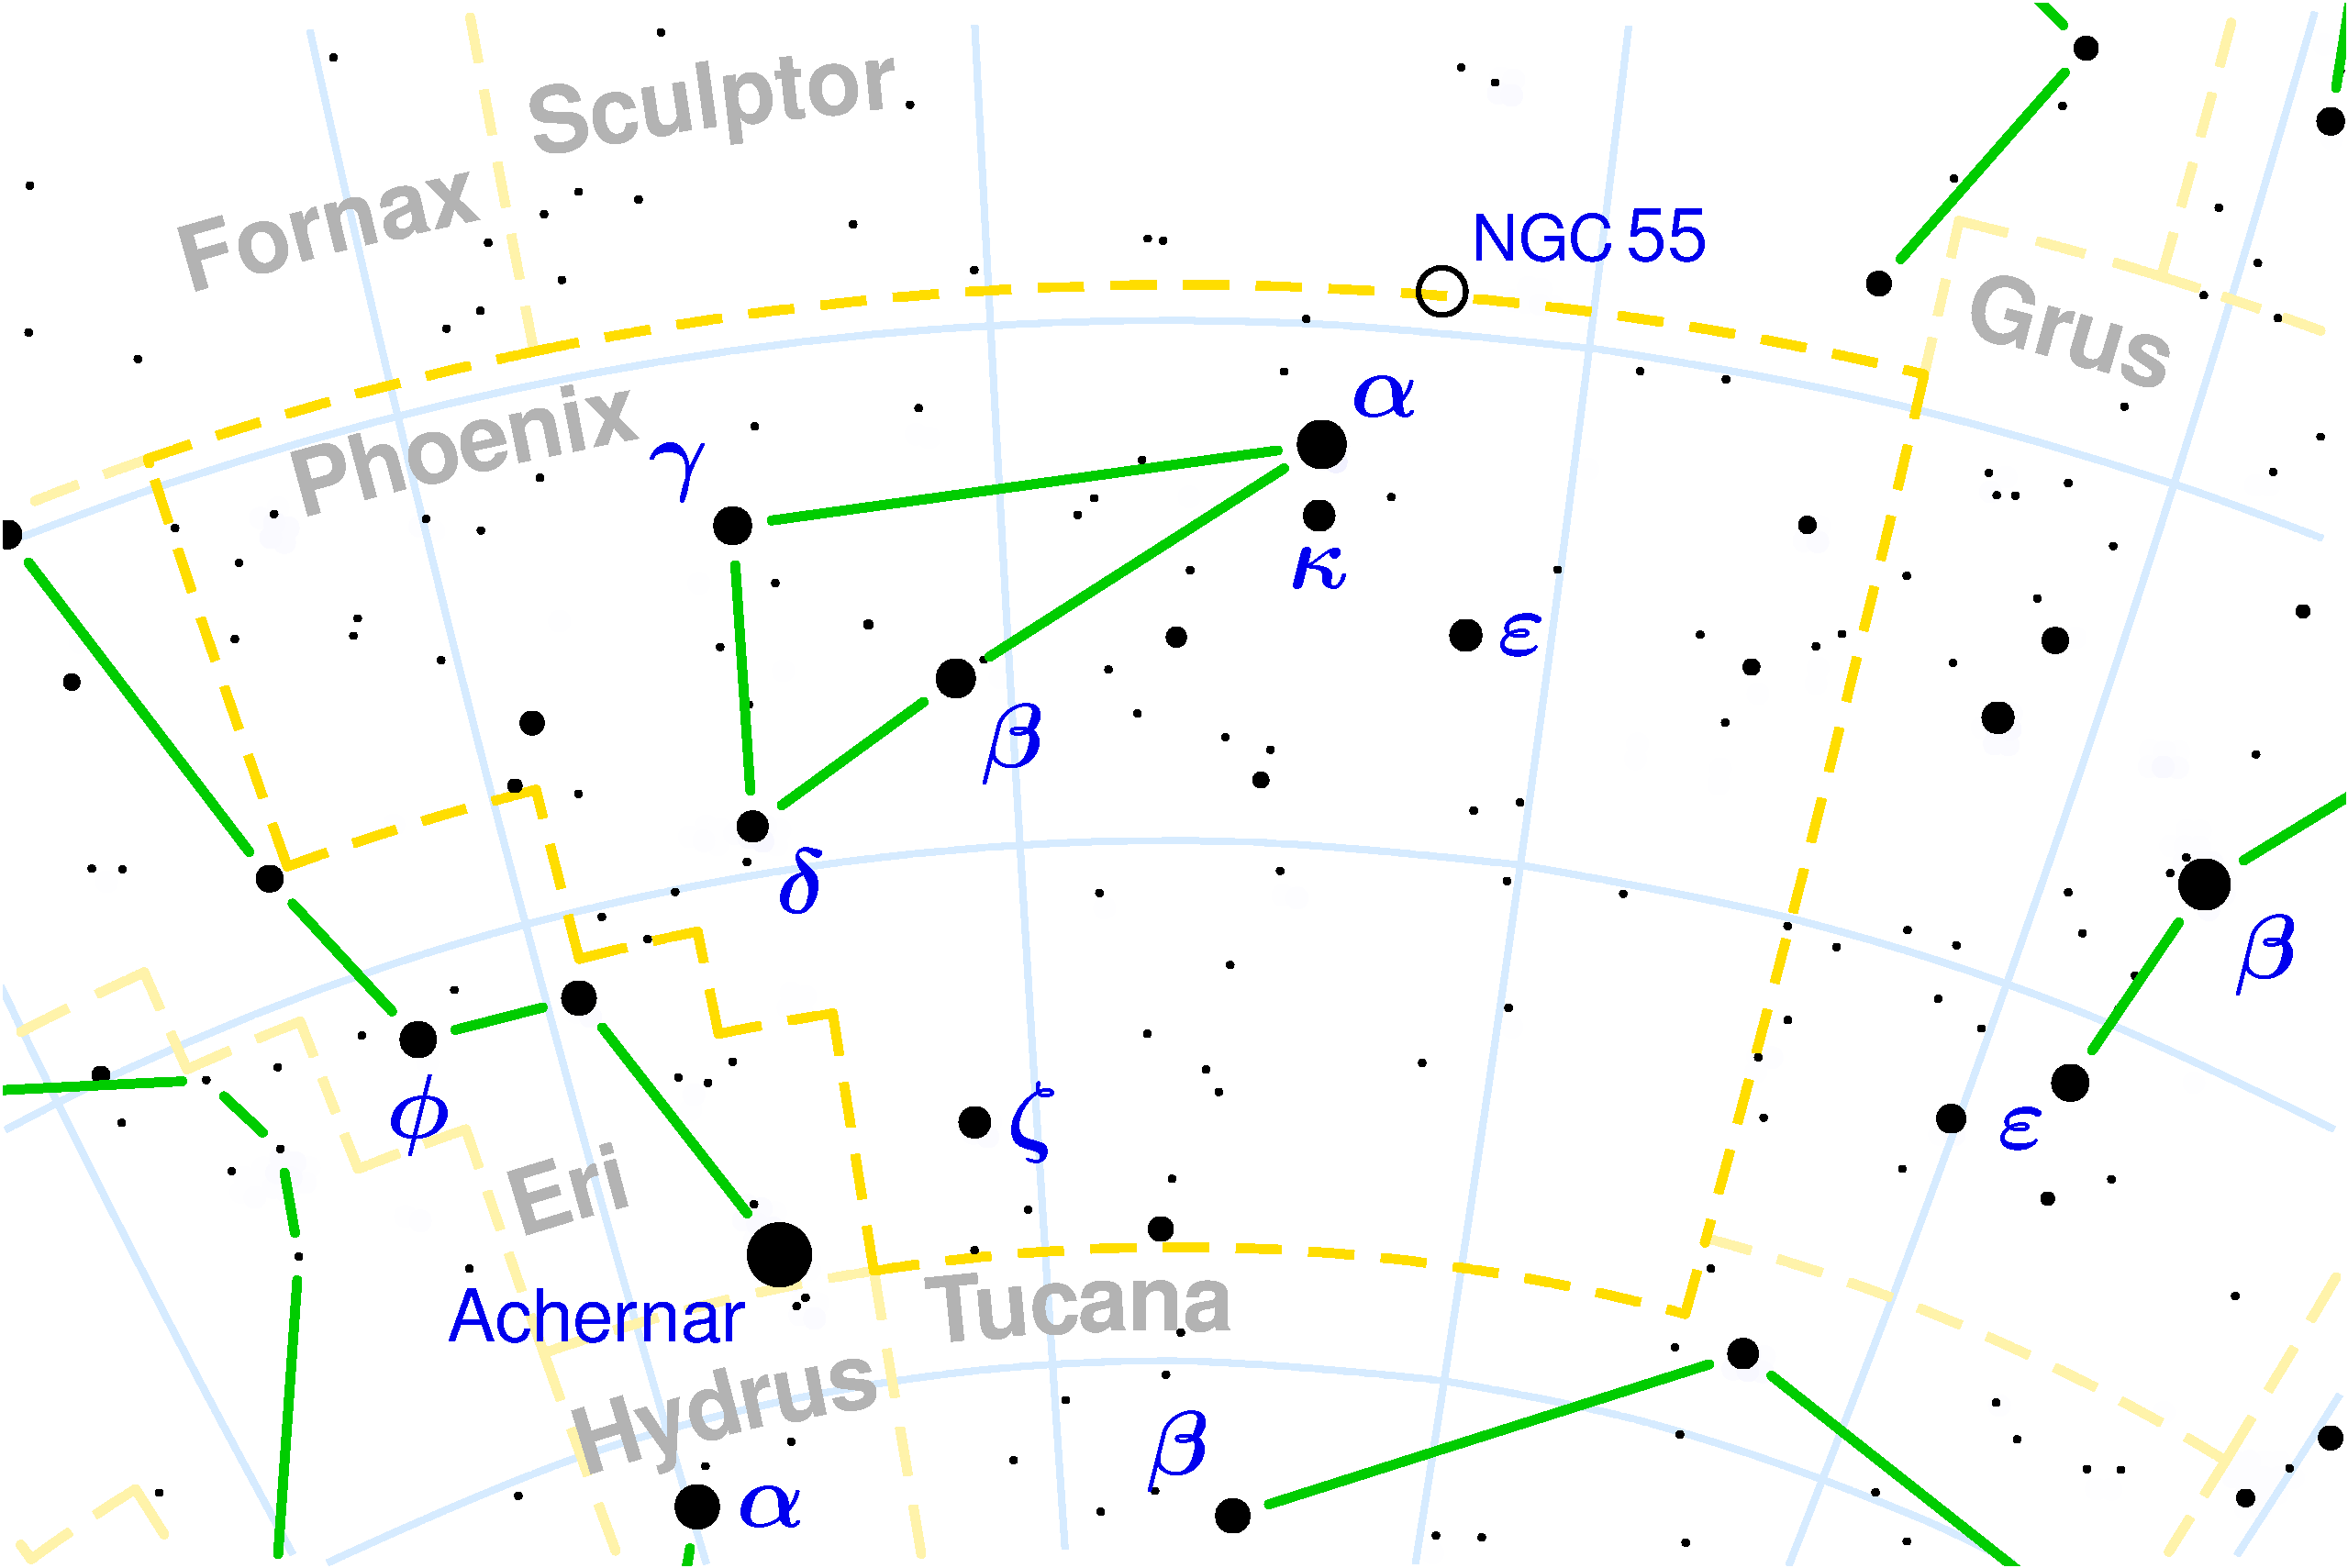 Sculptor
Fornax
NGC 55
Grus
Phoenix
α
γ
κ
ε
β
δ
β
ϕ
ζ
ε
Eri
Achernar
Tucana
Hydrus
β
α